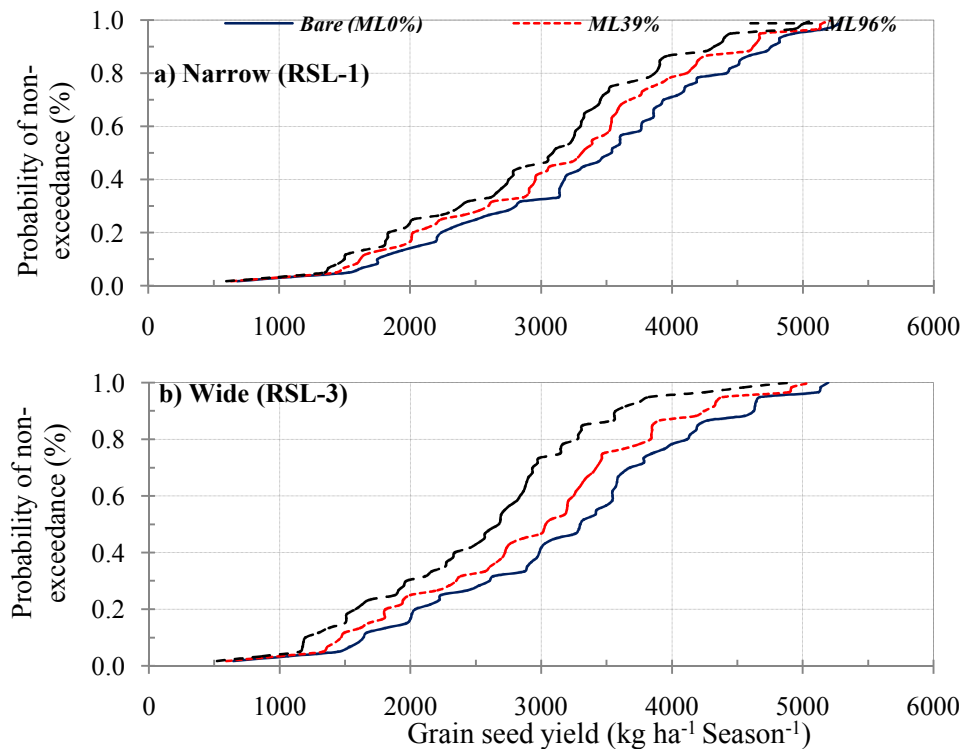 Bare (ML0%) ML39% ML96%
a) Narrow (RSL-1)
Probability of non-
exceedance (%)
1.0
0.8
0.6
0.4
0.2
0.0
0 1000 2000 3000 4000 5000 6000
b) Wide (RSL-3)
Probability of non-
exceedance (%)
1.0
0.8
0.6
0.4
0.2
0.0
0 1000 2000 3000 4000 5000 6000
Grain seed yield (kg ha⁻¹ Season⁻¹)